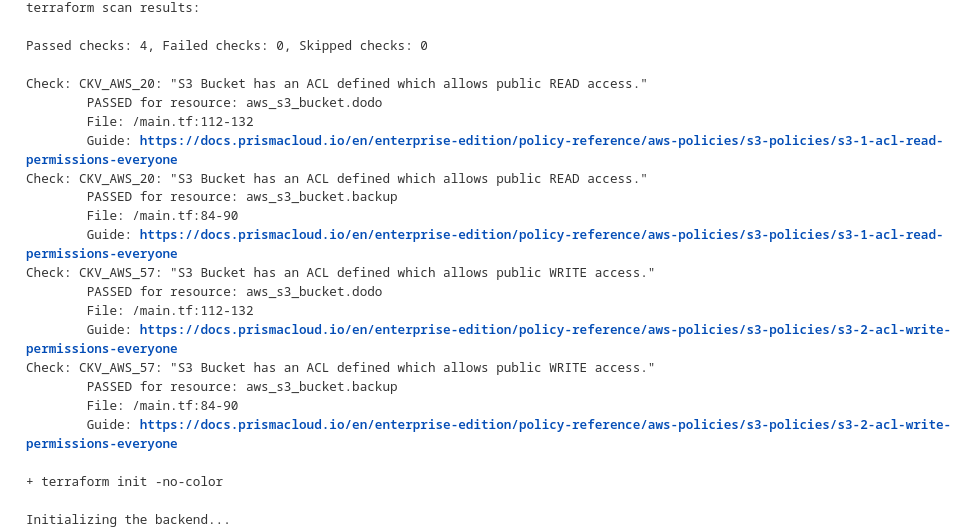 terraform scan results:
Passed checks: 4, Failed checks: 0, Skipped checks: 0
Check: CKV_AWS_20: "S3 Bucket has an ACL defined which allows public READ access."
PASSED for resource: aws_s3_bucket.dodo
File: /main.tf:112-132
Guide: https://docs.prismacloud.io/en/enterprise-edition/policy-reference/aws-policies/s3-policies/s3-1-acl-read-
permissions-everyone
Check: CKV_AWS_20: "S3 Bucket has an ACL defined which allows public READ access."
PASSED for resource: aws_s3_bucket.backup
File: /main.tf:84-90
Guide: https://docs.prismacloud.io/en/enterprise-edition/policy-reference/aws-policies/s3-policies/s3-1-acl-read-
permissions-everyone
Check: CKV_AWS_57: "S3 Bucket has an ACL defined which allows public WRITE access."
PASSED for resource: aws_s3_bucket.dodo
File: /main.tf:112-132
Guide: https://docs.prismacloud.io/en/enterprise-edition/policy-reference/aws-policies/s3-policies/s3-2-acl-write-
permissions-everyone
Check: CKV_AWS_57: "S3 Bucket has an ACL defined which allows public WRITE access."
PASSED for resource: aws_s3_bucket.backup
File: /main.tf:84-90
Guide: https://docs.prismacloud.io/en/enterprise-edition/policy-reference/aws-policies/s3-policies/s3-2-acl-write-
permissions-everyone
+ terraform init -no-color
Initializing the backend...